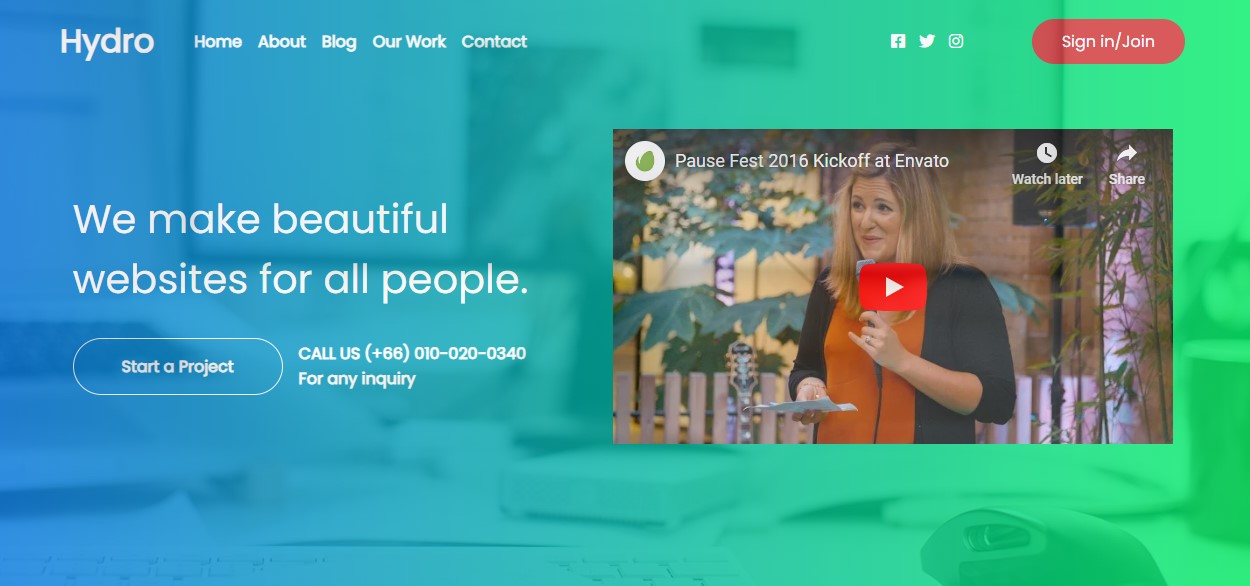 Hydro
Home About Blog Our Work Contact
Sign in/Join
Pause Fest 2016 Kickoff at Envato
Watch later
Share
We make beautiful
websites for all people.
Start a Project
CALL US (+66) 010-020-0340
For any inquiry